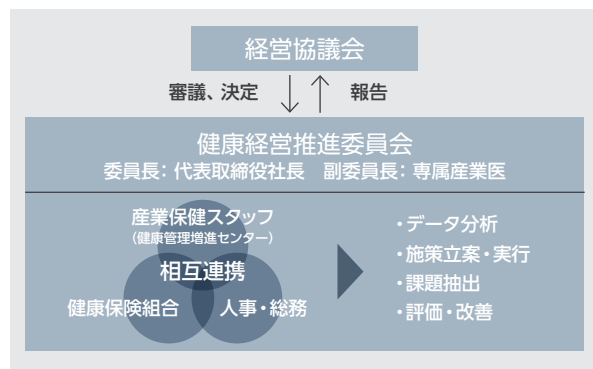 経営協議会
審議、決定 報告
健康経営推進委員会
委員長：代表取締役社長　副委員長：専属産業医
産業保健スタッフ
（健康管理増進センター）
相互連携
健康保険組合 人事・総務
・データ分析
・施策立案・実行
・課題抽出
・評価・改善